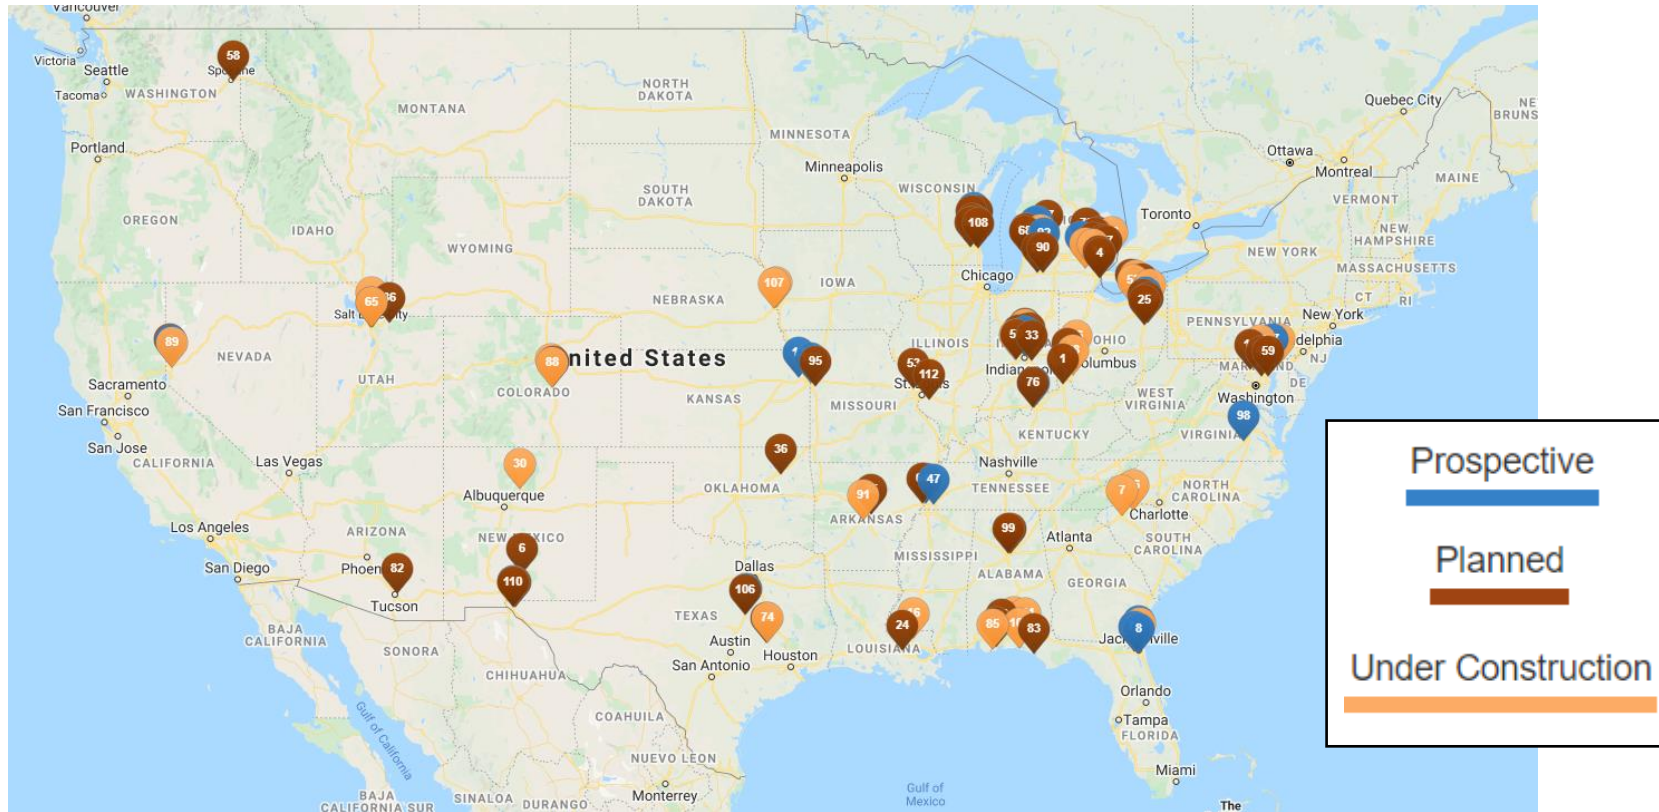 Vancouver
Victoria
Seattle
Tacoma
WASHINGTON
58
MONTANA
NORTH
DAKOTA
MINNESOTA
Minneapolis
Quebec City
Ottawa
Montreal
MAINE
Portland
OREGON
IDAHO
WYOMING
SOUTH
DAKOTA
WISCONSIN
108
68
90
4
Toronto
VERMONT
NEW
HAMPSHIRE
NEW YORK
MASSACHUSETTS
CT
RI
Chicago
IOWA
107
NEBRASKA
65
89
NEVADA
UTAH
88
COLORADO
United States
95
KANSAS
MISSOURI
112
ILLINOIS
33
76
1
OHIO
Columbus
25
PENNSYLVANIA
New York
NJ
59
DE
Washington
WEST
VIRGINIA
98
VIRGINIA
KENTUCKY
Sacramento
San Francisco
San Jose
CALIFORNIA
Las Vegas
30
Albuquerque
36
OKLAHOMA
91
ARKANSAS
47
Nashville
TENNESSEE
7
NORTH
CAROLINA
Charlotte
Los Angeles
San Diego
ARIZONA
82
Tucson
NEW MEXICO
6
110
Dallas
106
TEXAS
74
Austin
Houston
San Antonio
MISSISSIPPI
99
ALABAMA
Atlanta
GEORGIA
SOUTH
CAROLINA
24
LOUISIANA
85
83
8
Jacksonville
Orlando
Tampa
FLORIDA
Miami
BAJA
CALIFORNIA
SONORA
CHIHUAHUA
COAHUILA
NUEVO LEON
Monterrey
Gulf of California
BAJA
CALIFORNIA SUR
SINALOA
DURANGO
Gulf of
Mexico
The
Prospective
Planned
Under Construction